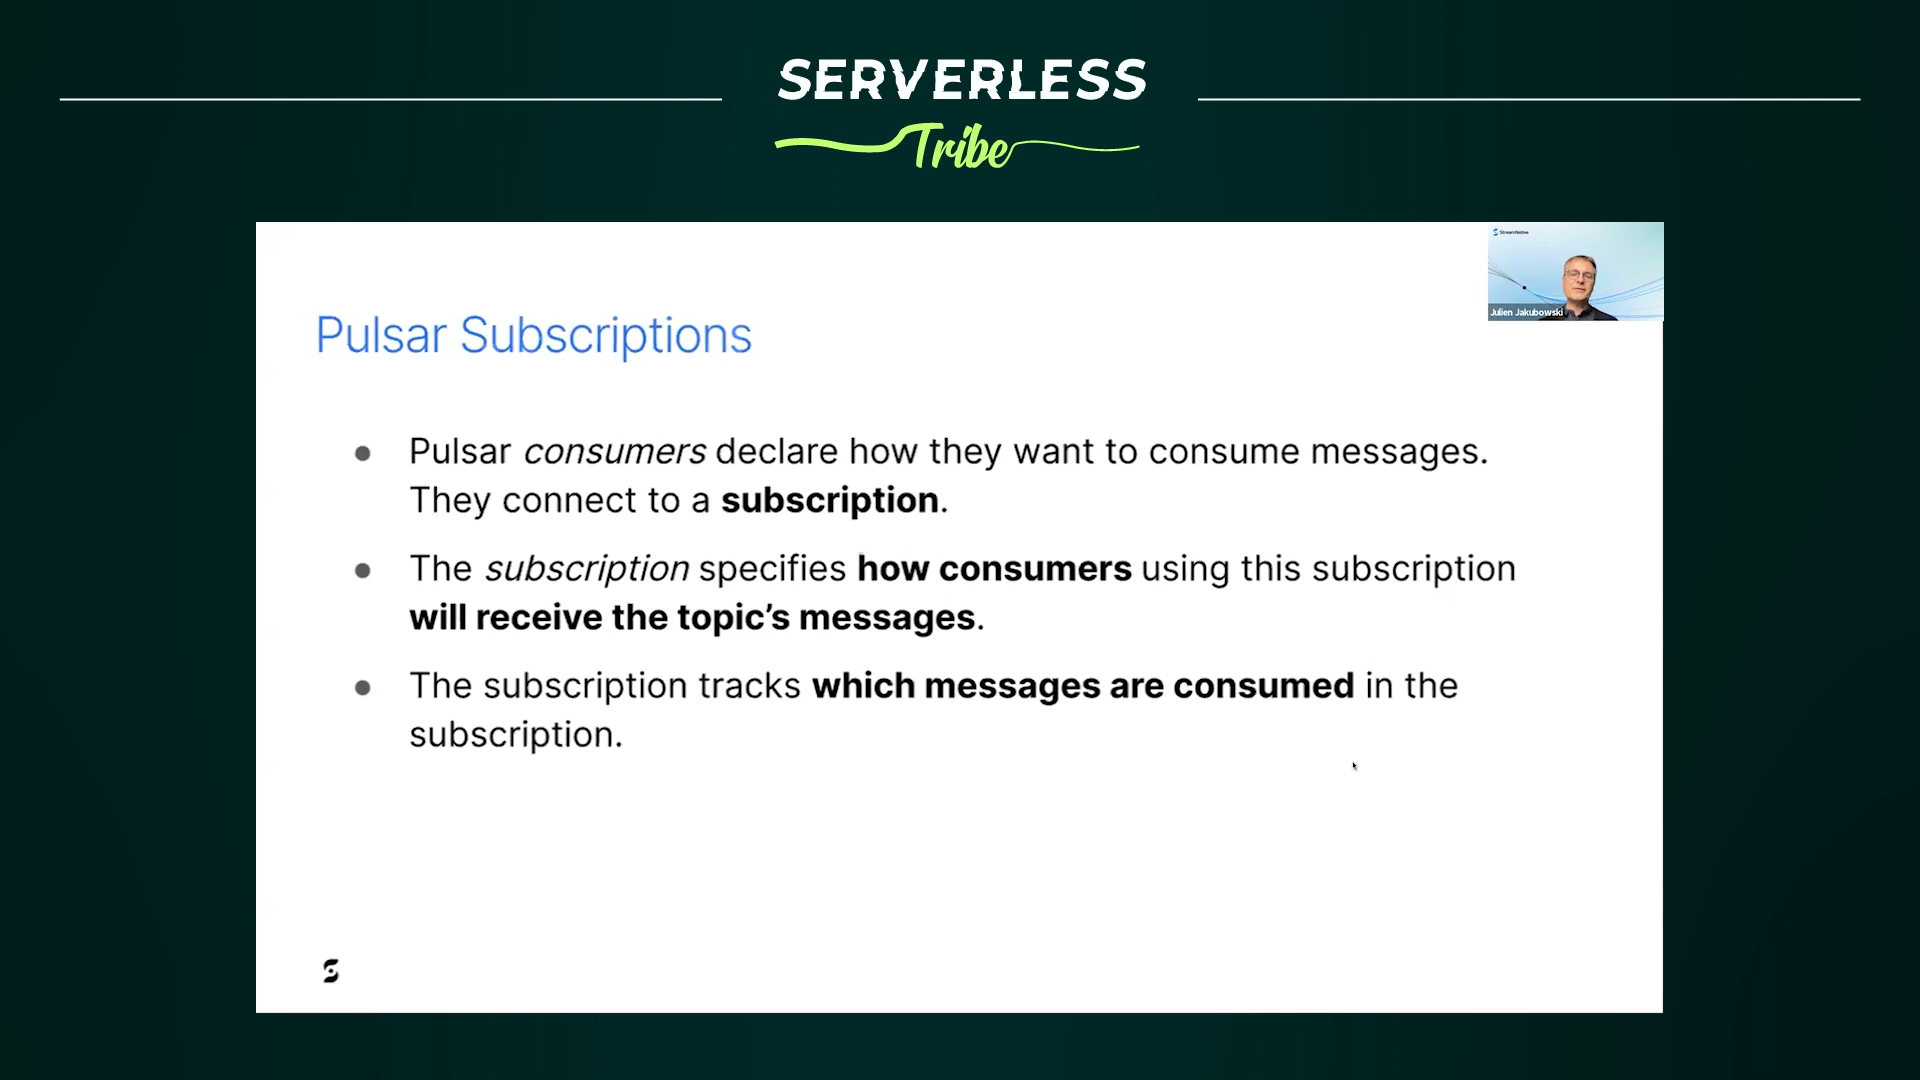 SERVERLESS
Tribe
StreamNative
Julien Jakubowski
Pulsar Subscriptions
● Pulsar consumers declare how they want to consume messages.
They connect to a subscription.
● The subscription specifies how consumers using this subscription
will receive the topic’s messages.
● The subscription tracks which messages are consumed in the
subscription.